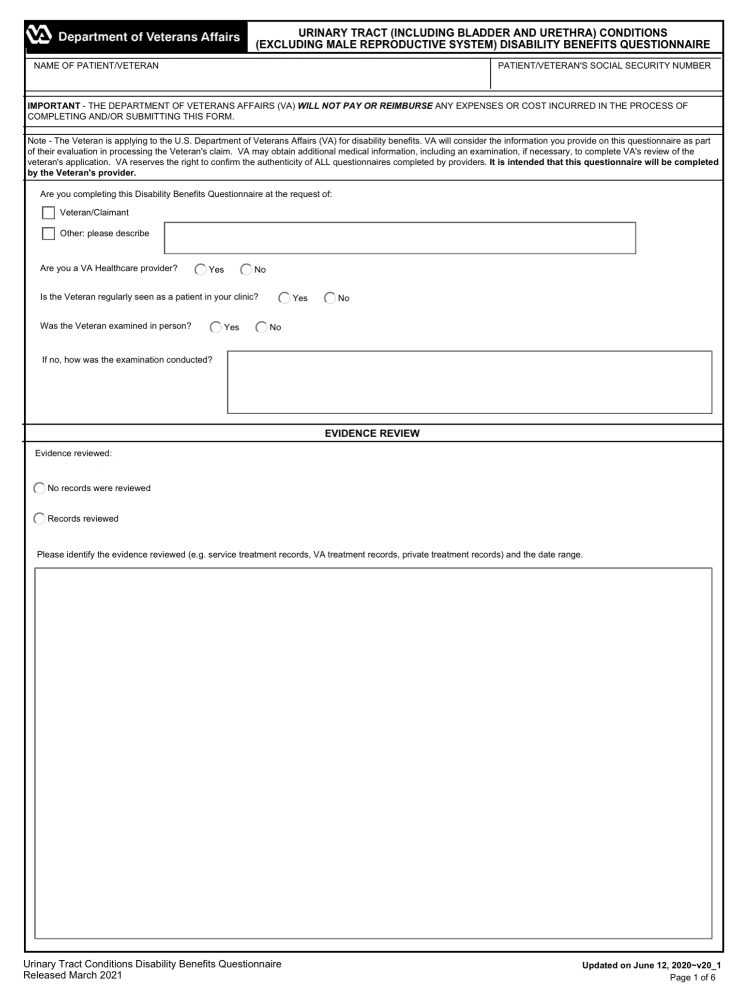 VA Department of Veterans Affairs
URINARY TRACT (INCLUDING BLADDER AND URETHRA) CONDITIONS
(EXCLUDING MALE REPRODUCTIVE SYSTEM) DISABILITY BENEFITS QUESTIONNAIRE
NAME OF PATIENT/VETERAN
PATIENT/VETERAN'S SOCIAL SECURITY NUMBER
IMPORTANT - THE DEPARTMENT OF VETERANS AFFAIRS (VA) WILL NOT PAY OR REIMBURSE ANY EXPENSES OR COST INCURRED IN THE PROCESS OF
COMPLETING AND/OR SUBMITTING THIS FORM.
Note - The Veteran is applying to the U.S. Department of Veterans Affairs (VA) for disability benefits. VA will consider the information you provide on this questionnaire as part
of their evaluation in processing the Veteran's claim.  VA may obtain additional medical information, including an examination, if necessary, to complete VA's review of the
veteran's application.  VA reserves the right to confirm the authenticity of ALL questionnaires completed by providers. It is intended that this questionnaire will be completed
by the Veteran's provider.
Are you completing this Disability Benefits Questionnaire at the request of:
Veteran/Claimant
Other: please describe
Are you a VA Healthcare provider? Yes No
Is the Veteran regularly seen as a patient in your clinic? Yes No
Was the Veteran examined in person? Yes No
If no, how was the examination conducted?
EVIDENCE REVIEW
Evidence reviewed:
No records were reviewed
Records reviewed
Please identify the evidence reviewed (e.g. service treatment records, VA treatment records, private treatment records) and the date range.
Urinary Tract Conditions Disability Benefits Questionnaire
Released March 2021
Updated on June 12, 2020~v20_1
Page 1 of 6